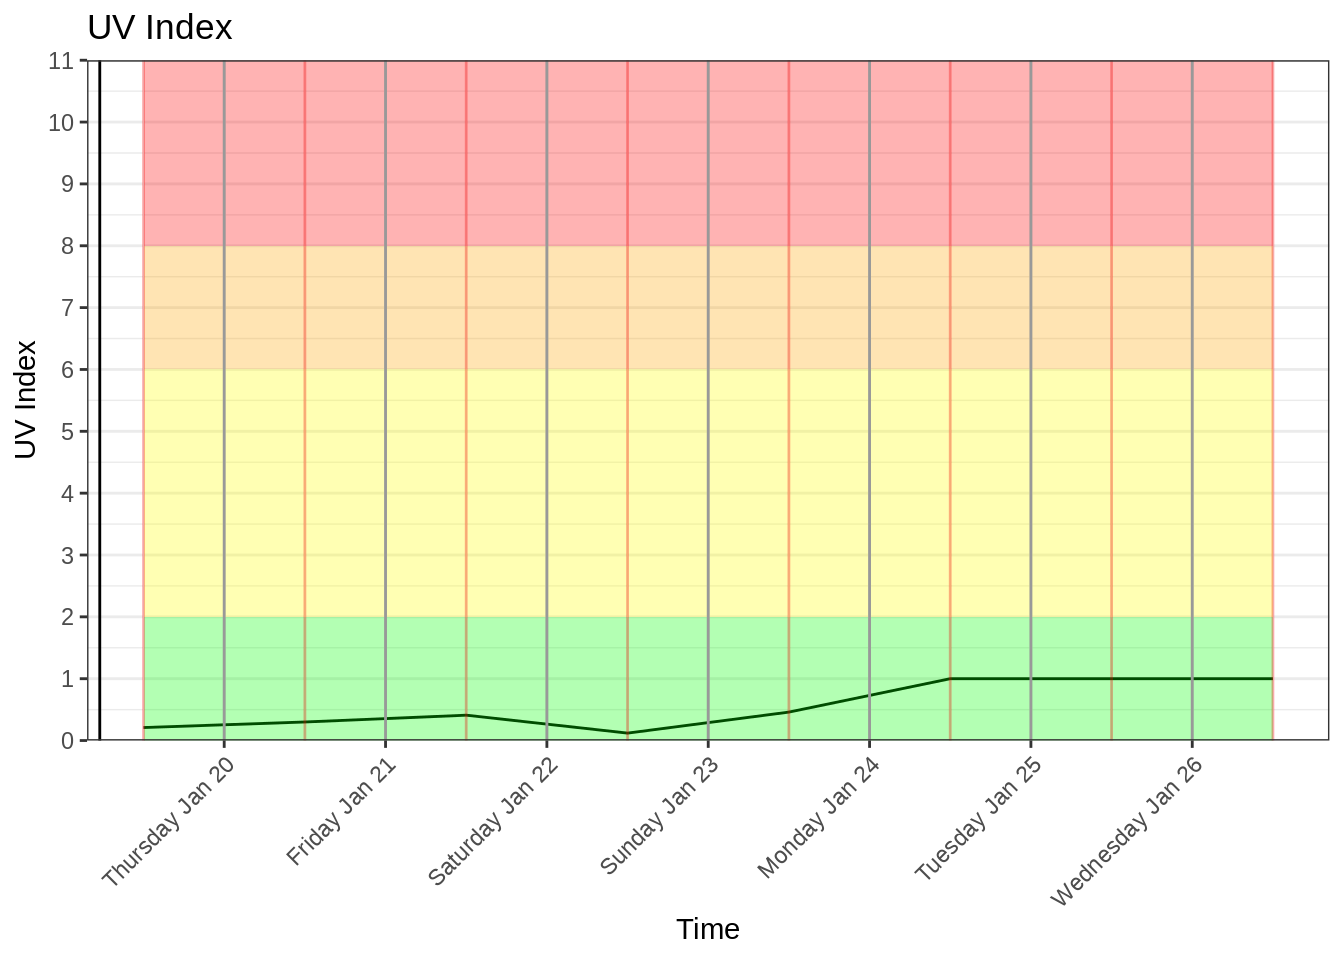 UV Index
11
10
9
8
7
6
5
4
3
2
1
0
UV Index
Thursday Jan 20
Friday Jan 21
Saturday Jan 22
Sunday Jan 23
Monday Jan 24
Tuesday Jan 25
Wednesday Jan 26
Time